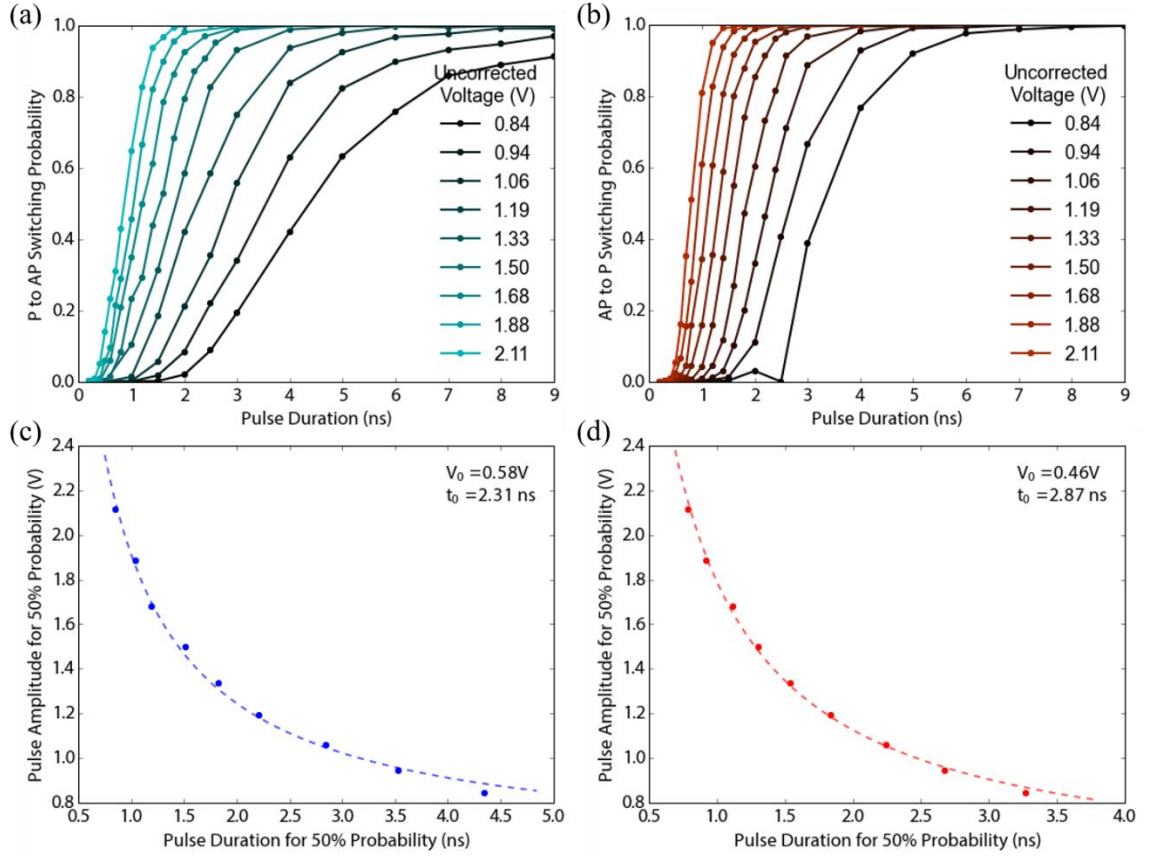 (a)
1.0
0.8
0.6
0.4
0.2
0.0
P to AP Switching Probability
0 1 2 3 4 5 6 7 8 9
Pulse Duration (ns)
Uncorrected
Voltage (V)
0.84
0.94
1.06
1.19
1.33
1.50
1.68
1.88
2.11
(b)
1.0
0.8
0.6
0.4
0.2
0.0
AP to P Switching Probability
0 1 2 3 4 5 6 7 8 9
Pulse Duration (ns)
Uncorrected
Voltage (V)
0.84
0.94
1.06
1.19
1.33
1.50
1.68
1.88
2.11
(c)
2.4
2.2
2.0
1.8
1.6
1.4
1.2
1.0
0.8
Pulse Amplitude for 50% Probability (V)
V₀ =0.58V
t₀ =2.31 ns
0.5 1.0 1.5 2.0 2.5 3.0 3.5 4.0 4.5 5.0
Pulse Duration for 50% Probability (ns)
(d)
2.4
2.2
2.0
1.8
1.6
1.4
1.2
1.0
0.8
Pulse Amplitude for 50% Probability (V)
V₀ =0.46V
t₀ =2.87 ns
0.5 1.0 1.5 2.0 2.5 3.0 3.5 4.0
Pulse Duration for 50% Probability (ns)